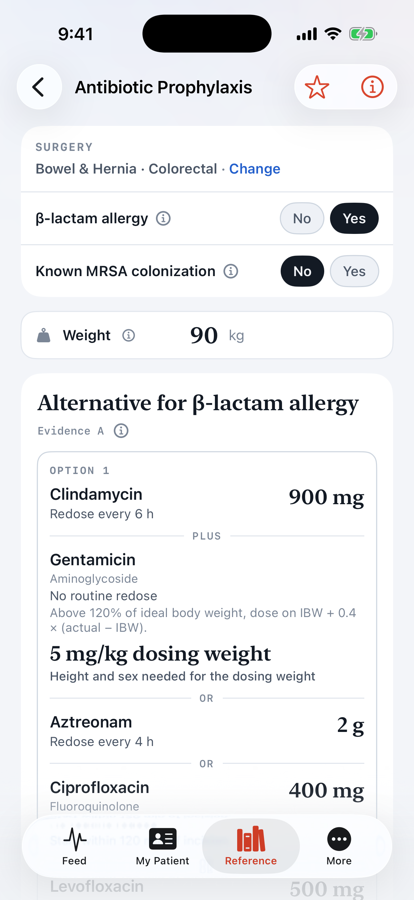 9:41
Antibiotic Prophylaxis
SURGERY
Bowel & Hernia · Colorectal · Change
β-lactam allergy
No
Yes
Known MRSA colonization
No
Yes
Weight
90 kg
Alternative for β-lactam allergy
Evidence A
OPTION 1
Clindamycin
900 mg
Redose every 6 h
PLUS
Gentamicin
Aminoglycoside
No routine redose
Above 120% of ideal body weight, dose on IBW + 0.4
× (actual − IBW).
5 mg/kg dosing weight
Height and sex needed for the dosing weight
OR
Aztreonam
2 g
Redose every 4 h
OR
Ciprofloxacin
400 mg
Fluoroquinolone
Feed
My Patient
Reference
More
Levofloxacin
500 mg